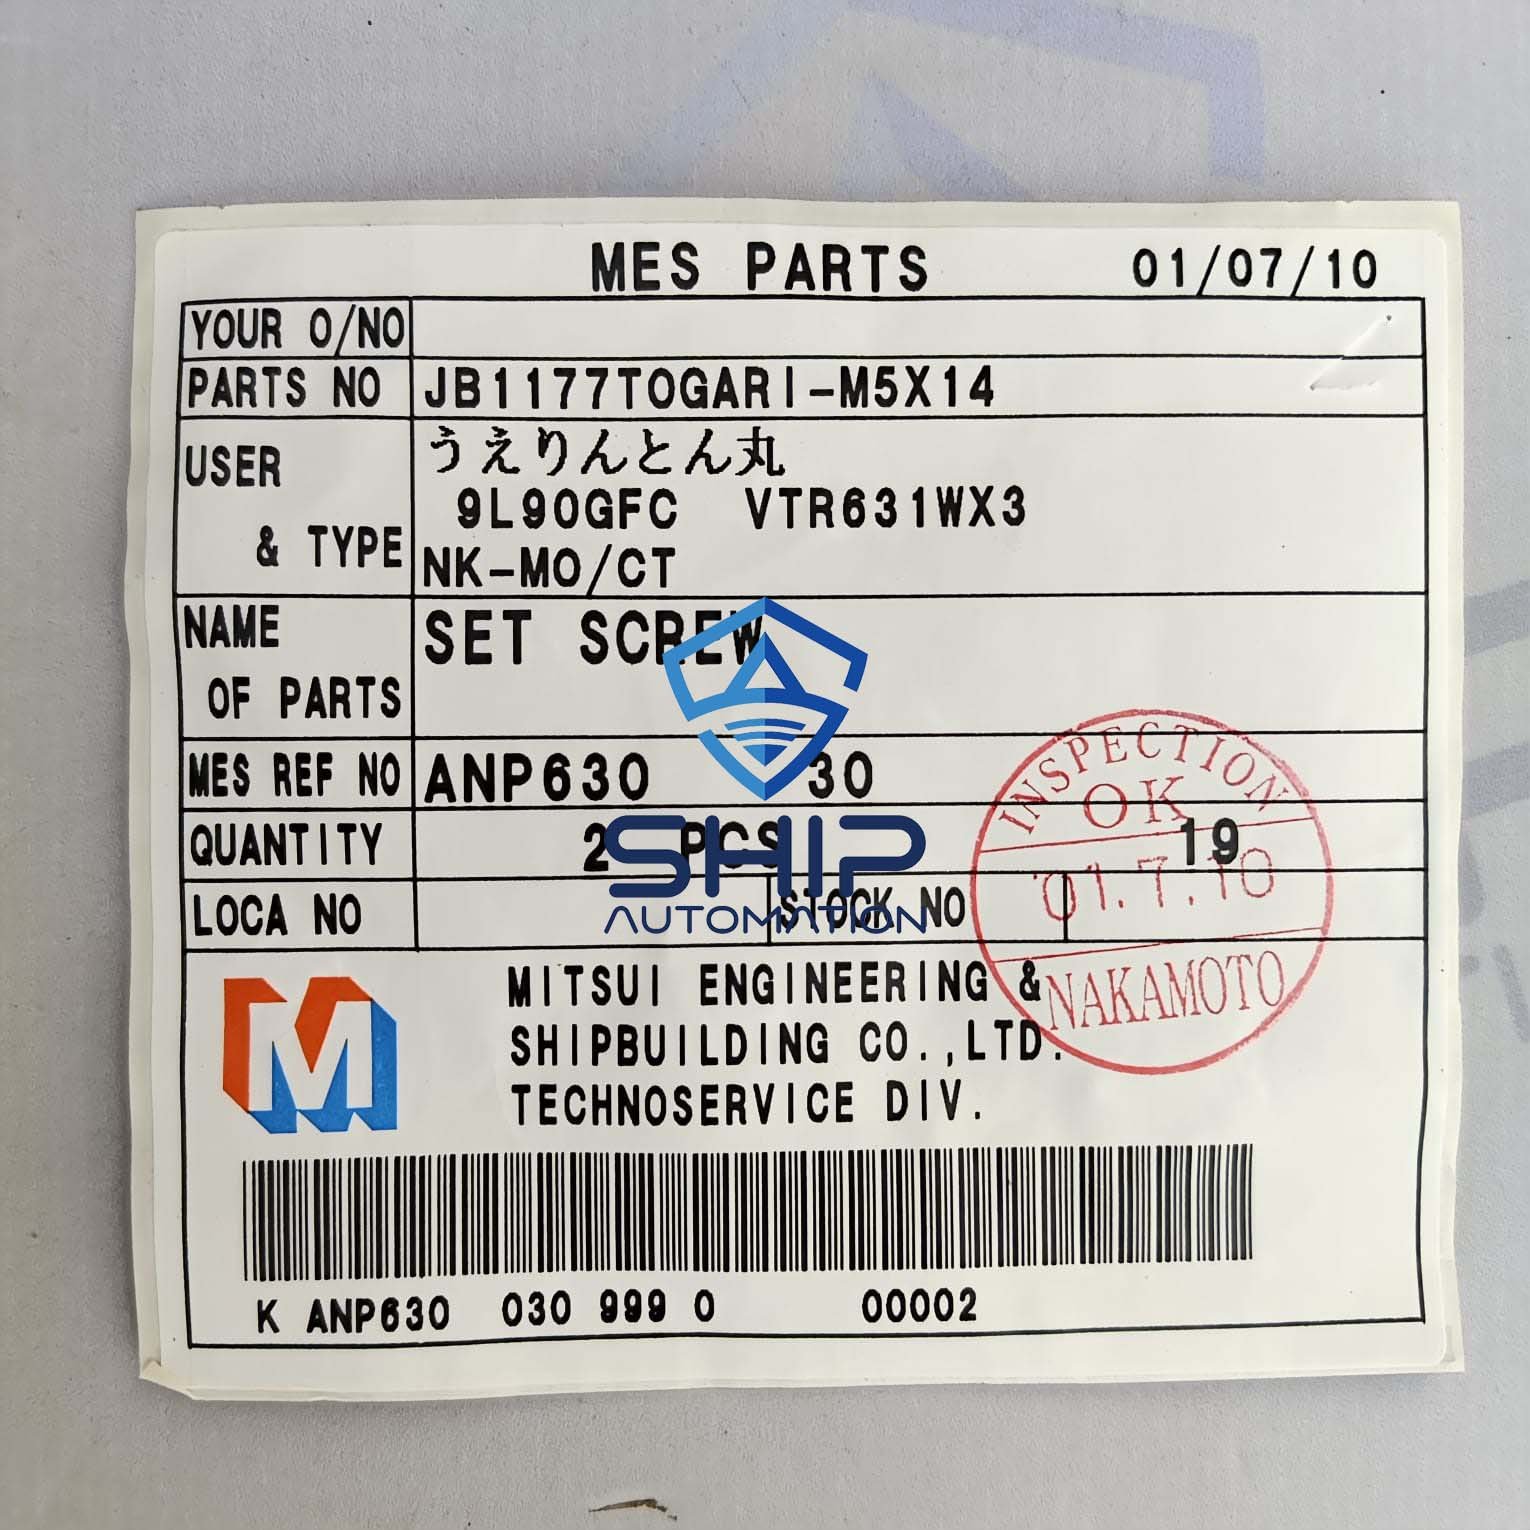 MES PARTS 01/07/10
YOUR O/NO
PARTS NO JB1177TOGARI-M5X14
USER うえりんとん丸
9L90GFC VTR631WX3
& TYPE NK-MO/CT
NAME SET SCREW
OF PARTS
MES REF NO ANP630 30
QUANTITY 2 PCS 19
LOCA NO STOCK NO
INSPECTION
OK
'01.7.10
NAKAMOTO
SHIP
AUTOMATION
MITSUI ENGINEERING &
SHIPBUILDING CO.,LTD.
TECHNOSERVICE DIV.
K ANP630 030 999 0 00002